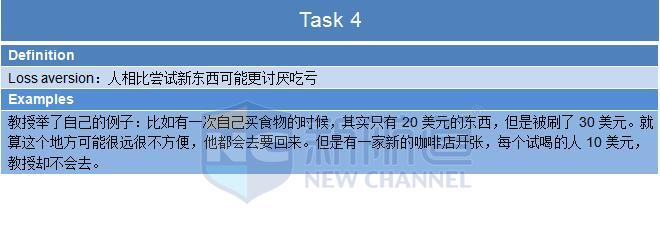 Task 4
Definition
Loss aversion：人相比尝试新东西可能更讨厌吃亏
Examples
教授举了自己的例子：比如有一次自己买食物的时候，其实只有 20 美元的东西，但是被刷了 30 美元。就
算这个地方可能很远很不方便，他都会去要回来。但是有一家新的咖啡店开张，每个试喝的人 10 美元，
教授却不会去。
新航道
NEW CHANNEL